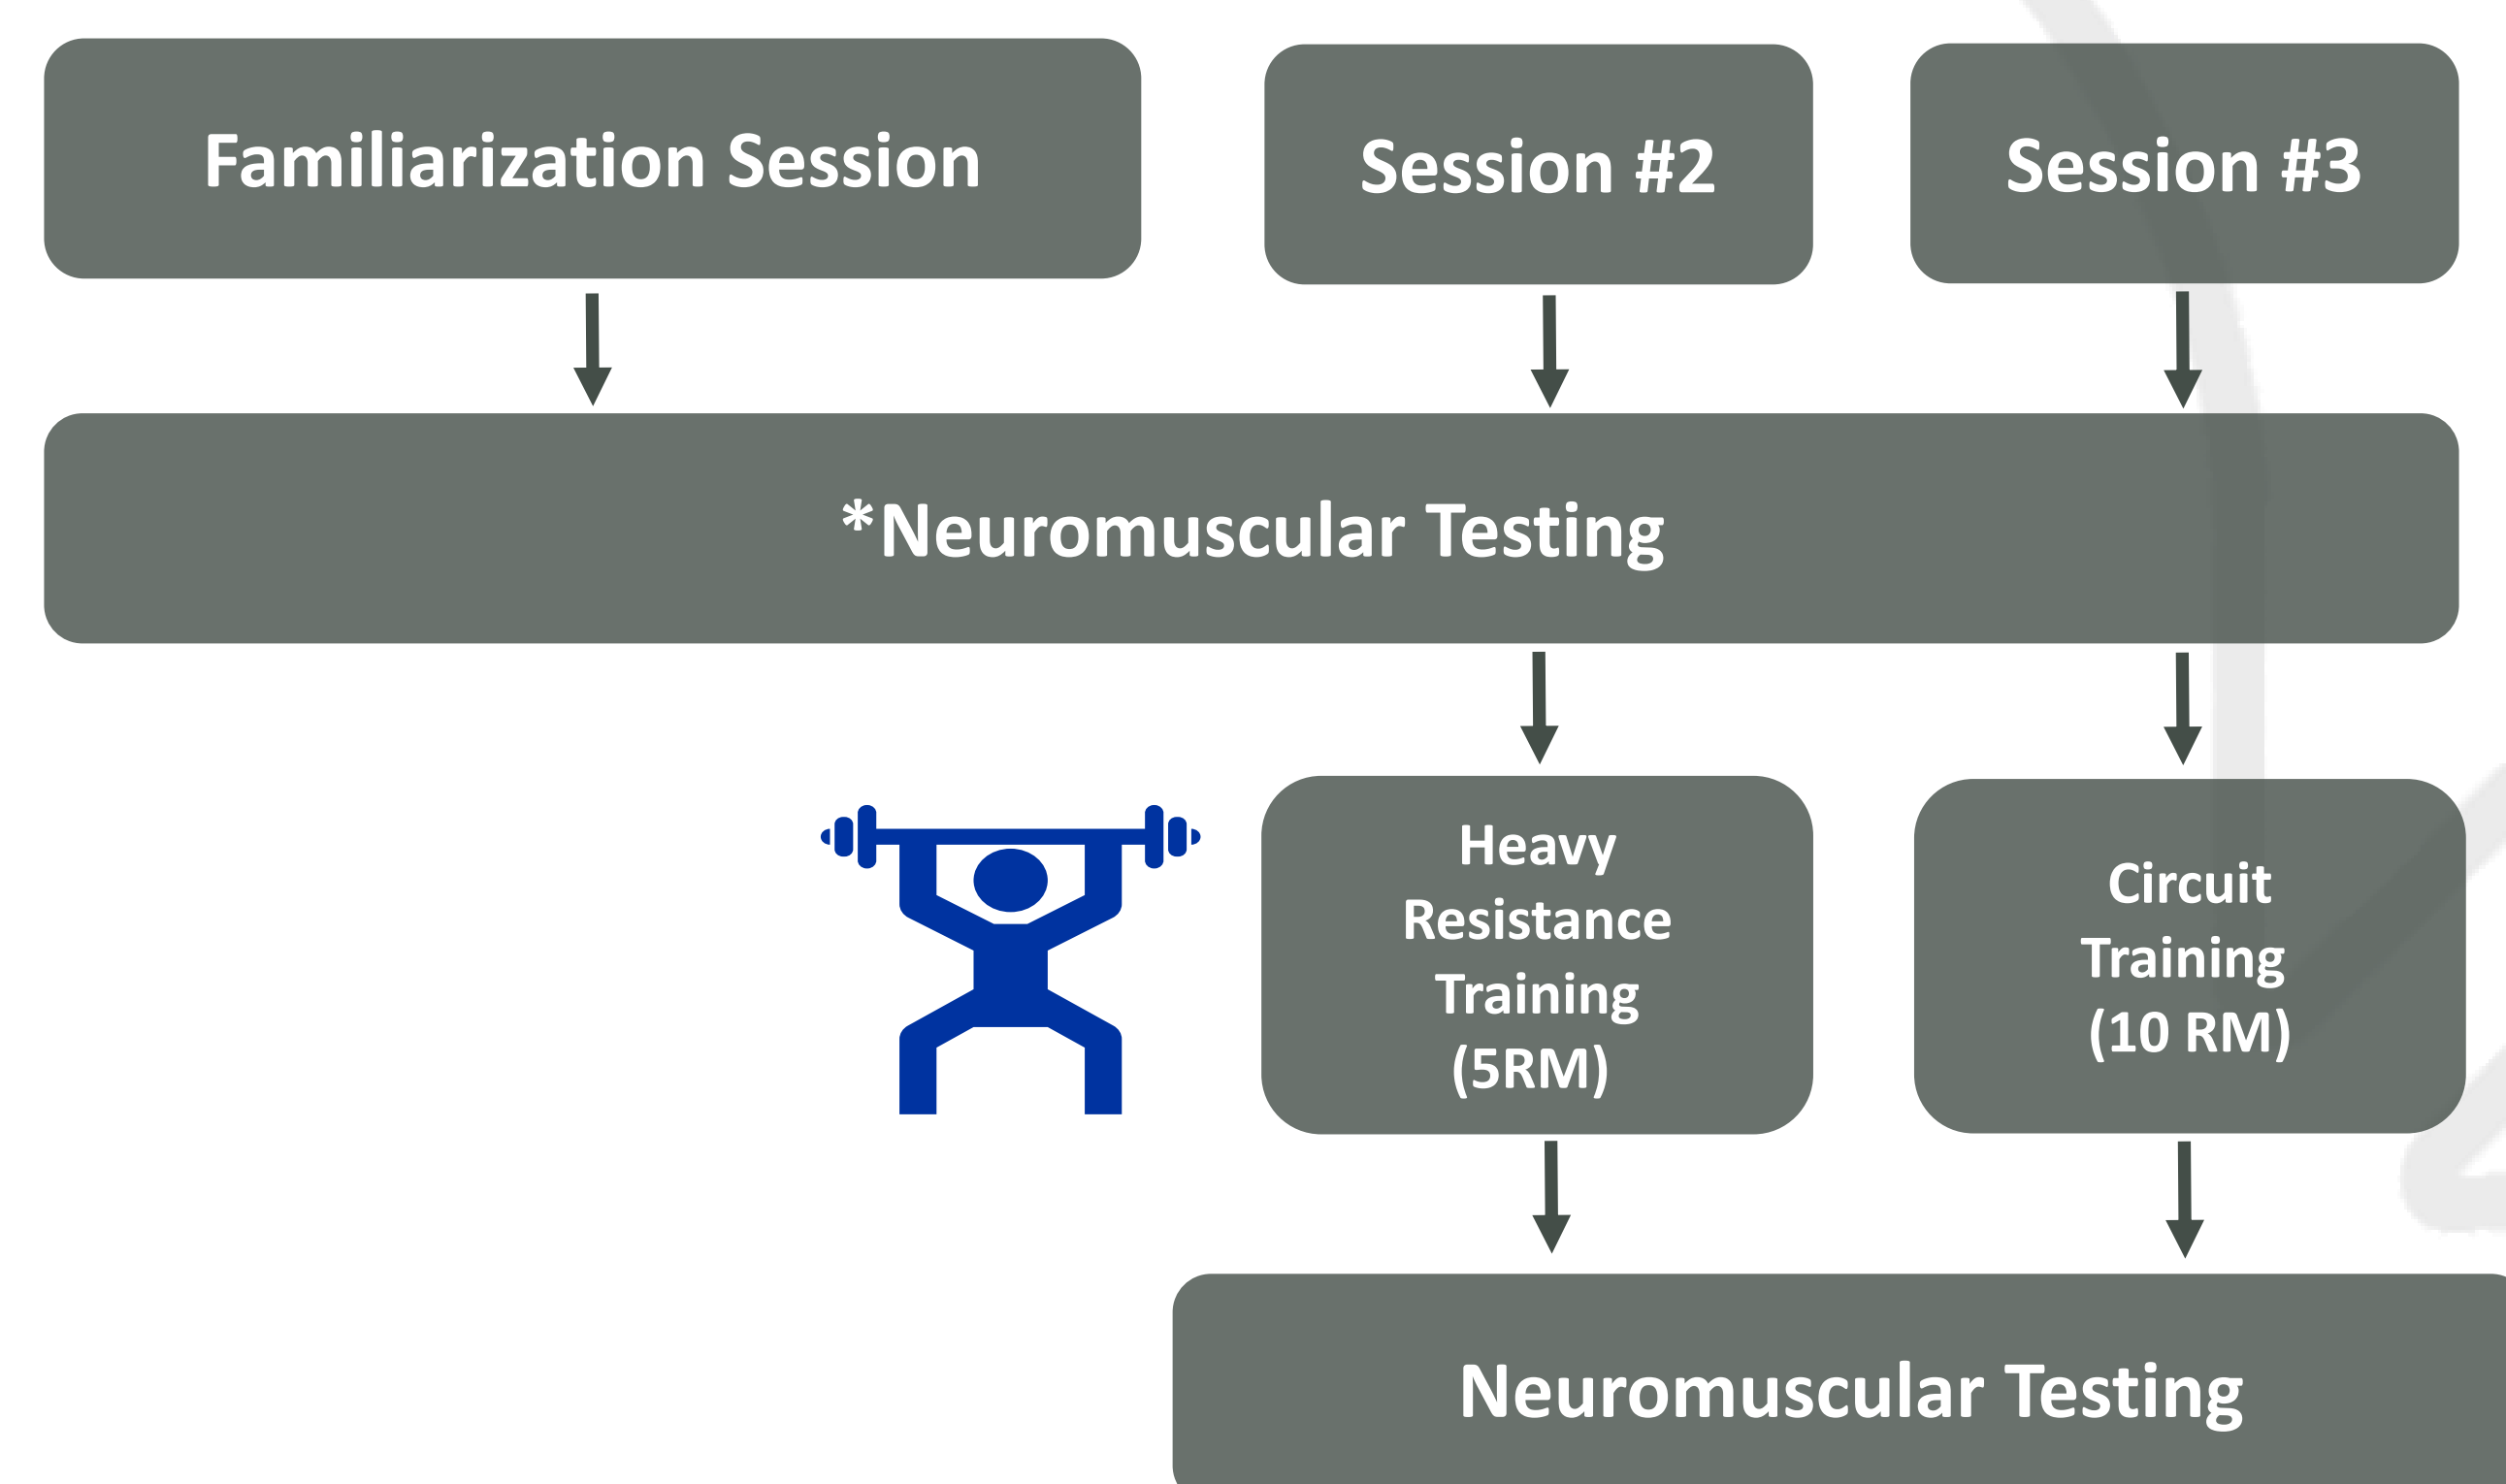 Familiarization Session
Session #2
Session #3
*Neuromuscular Testing
Heavy
Resistance
Training
(5RM)
Circuit
Training
(10 RM)
Neuromuscular Testing